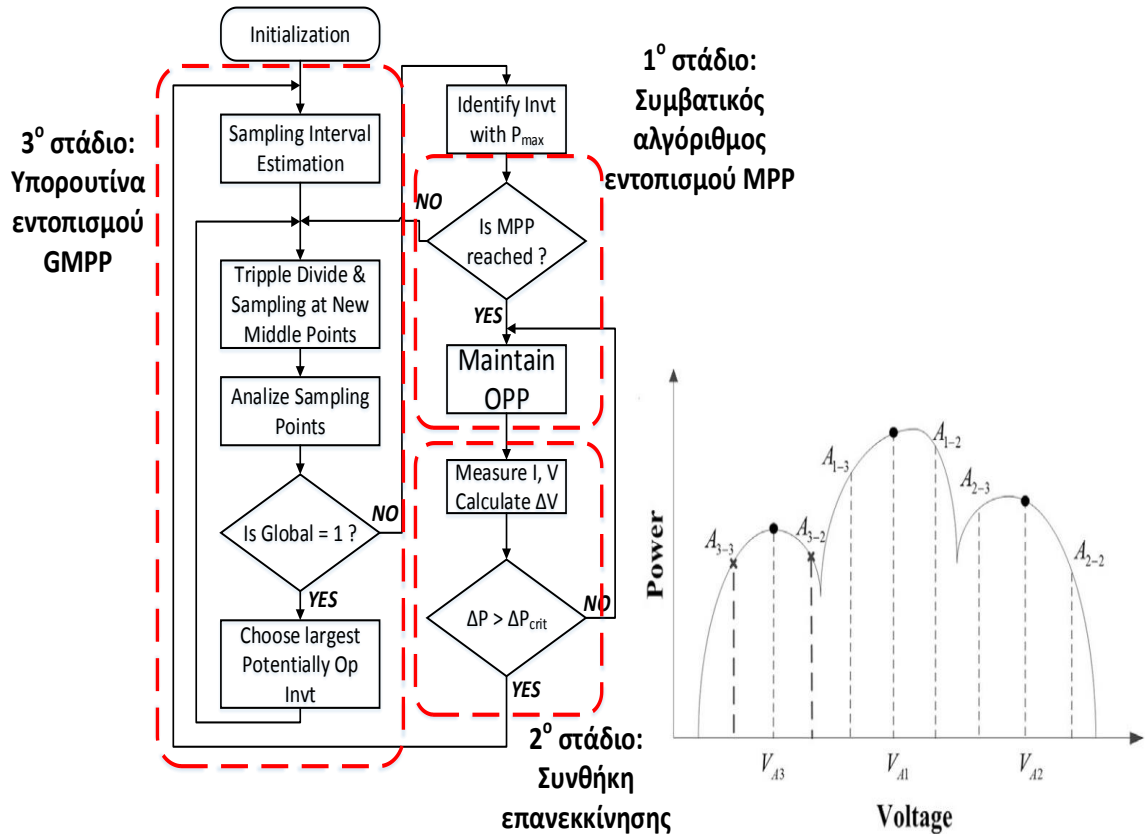 Initialization
3ο στάδιο:
Υπορουτίνα
εντοπισμού
GMPP
Sampling Interval
Estimation
Tripple Divide &
Sampling at New
Middle Points
Analize Sampling
Points
Is Global = 1 ?
NO
YES
Choose largest
Potentially Op
Invt
1ο στάδιο:
Συμβατικός
αλγόριθμος
εντοπισμού MPP
Identify Invt
with Pmax
NO
Is MPP
reached ?
YES
Maintain
OPP
Measure I, V
Calculate ΔV
ΔP > ΔPcrit
NO
YES
2ο στάδιο:
Συνθήκη
επανεκκίνησης
Power
A3-3
A3-2
A1-3
A1-2
A2-3
A2-2
VA3
VA1
VA2
Voltage